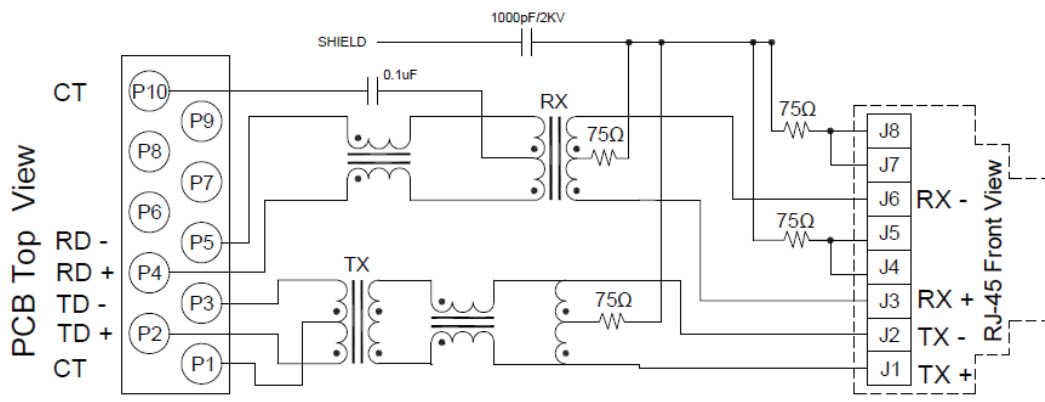 1000pF/2KV
SHIELD
0.1uF
CT
P10
RX
75Ω
75Ω
P9
J8
P8
J7
P7
J6
RX -
P6
75Ω
RD -
P5
J5
RD +
P4
J4
TD -
P3
TX
75Ω
J3
RX +
TD +
P2
J2
TX -
CT
P1
J1
TX +
PCB Top View
RJ-45 Front View